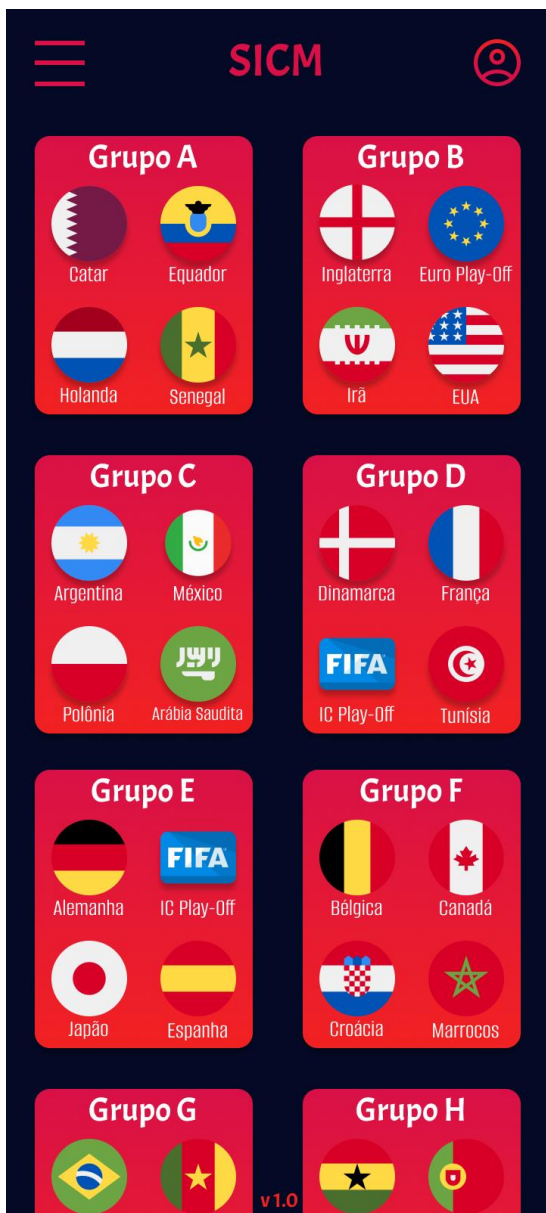 SICM
Grupo A
Catar
Equador
Holanda
Senegal
Grupo B
Inglaterra
Euro Play-Off
Irã
EUA
Grupo C
Argentina
México
Polônia
Arábia Saudita
Grupo D
Dinamarca
França
FIFA
IC Play-Off
Tunísia
Grupo E
Alemanha
FIFA
IC Play-Off
Japão
Espanha
Grupo F
Bélgica
Canadá
Croácia
Marrocos
Grupo G
Grupo H
v1.0